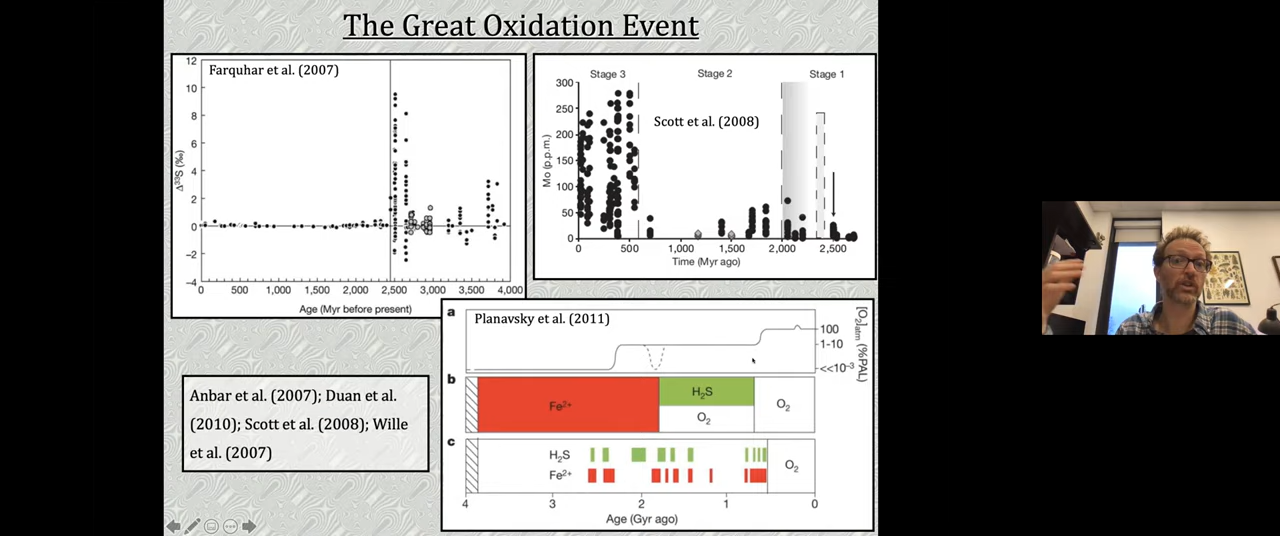 The Great Oxidation Event
Farquhar et al. (2007)
12
10
8
6
4
2
0
−2
−4
Δ³³S (‰)
0 500 1,000 1,500 2,000 2,500 3,000 3,500 4,000
Age (Myr before present)
Stage 3 Stage 2 Stage 1
Scott et al. (2008)
300
250
200
150
100
50
0
Mo (p.p.m.)
0 500 1,000 1,500 2,000 2,500
Time (Myr ago)
a
Planavsky et al. (2011)
100
1-10
<<10⁻³
[O₂]atm (%PAL)
b
Fe²⁺
H₂S
O₂
O₂
c
H₂S
Fe²⁺
O₂
4 3 2 1 0
Age (Gyr ago)
Anbar et al. (2007); Duan et al.
(2010); Scott et al. (2008); Wille
et al. (2007)